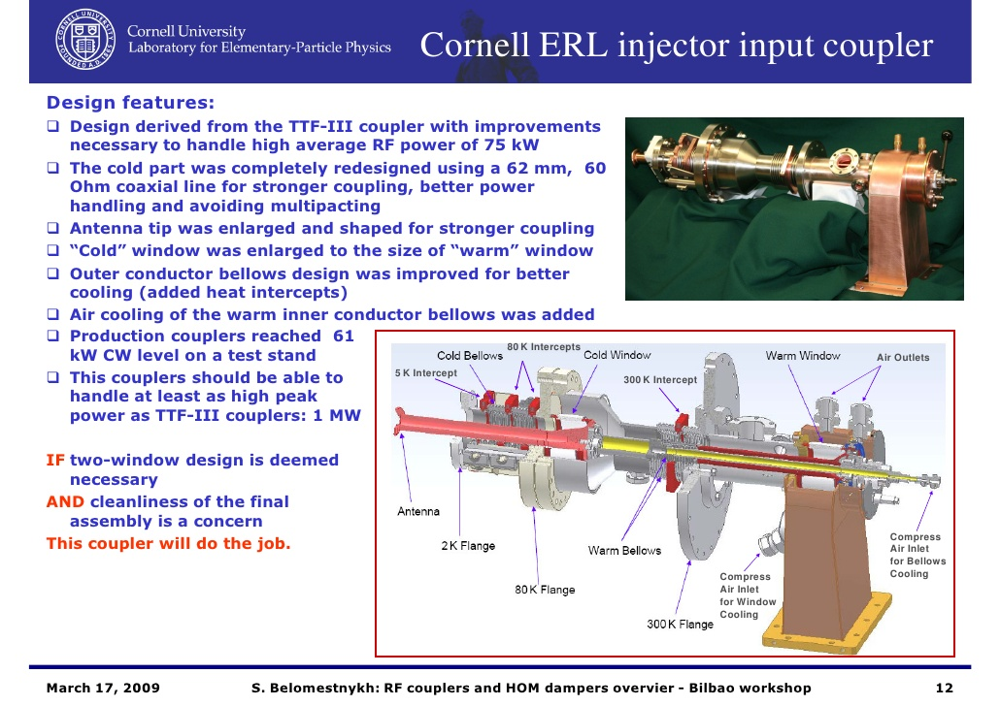 Cornell University
Laboratory for Elementary-Particle Physics
Cornell ERL injector input coupler
Design features:
❑ Design derived from the TTF-III coupler with improvements
necessary to handle high average RF power of 75 kW
❑ The cold part was completely redesigned using a 62 mm, 60
Ohm coaxial line for stronger coupling, better power
handling and avoiding multipacting
❑ Antenna tip was enlarged and shaped for stronger coupling
❑ “Cold” window was enlarged to the size of “warm” window
❑ Outer conductor bellows design was improved for better
cooling (added heat intercepts)
❑ Air cooling of the warm inner conductor bellows was added
❑ Production couplers reached 61
kW CW level on a test stand
❑ This couplers should be able to
handle at least as high peak
power as TTF-III couplers: 1 MW
IF two-window design is deemed
necessary
AND cleanliness of the final
assembly is a concern
This coupler will do the job.
80 K Intercepts
Cold Bellows
Cold Window
Warm Window
Air Outlets
5 K Intercept
300 K Intercept
Antenna
2 K Flange
80 K Flange
Warm Bellows
300 K Flange
Compress
Air Inlet
for Window
Cooling
Compress
Air Inlet
for Bellows
Cooling
March 17, 2009
S. Belomestnykh: RF couplers and HOM dampers overvier - Bilbao workshop
12